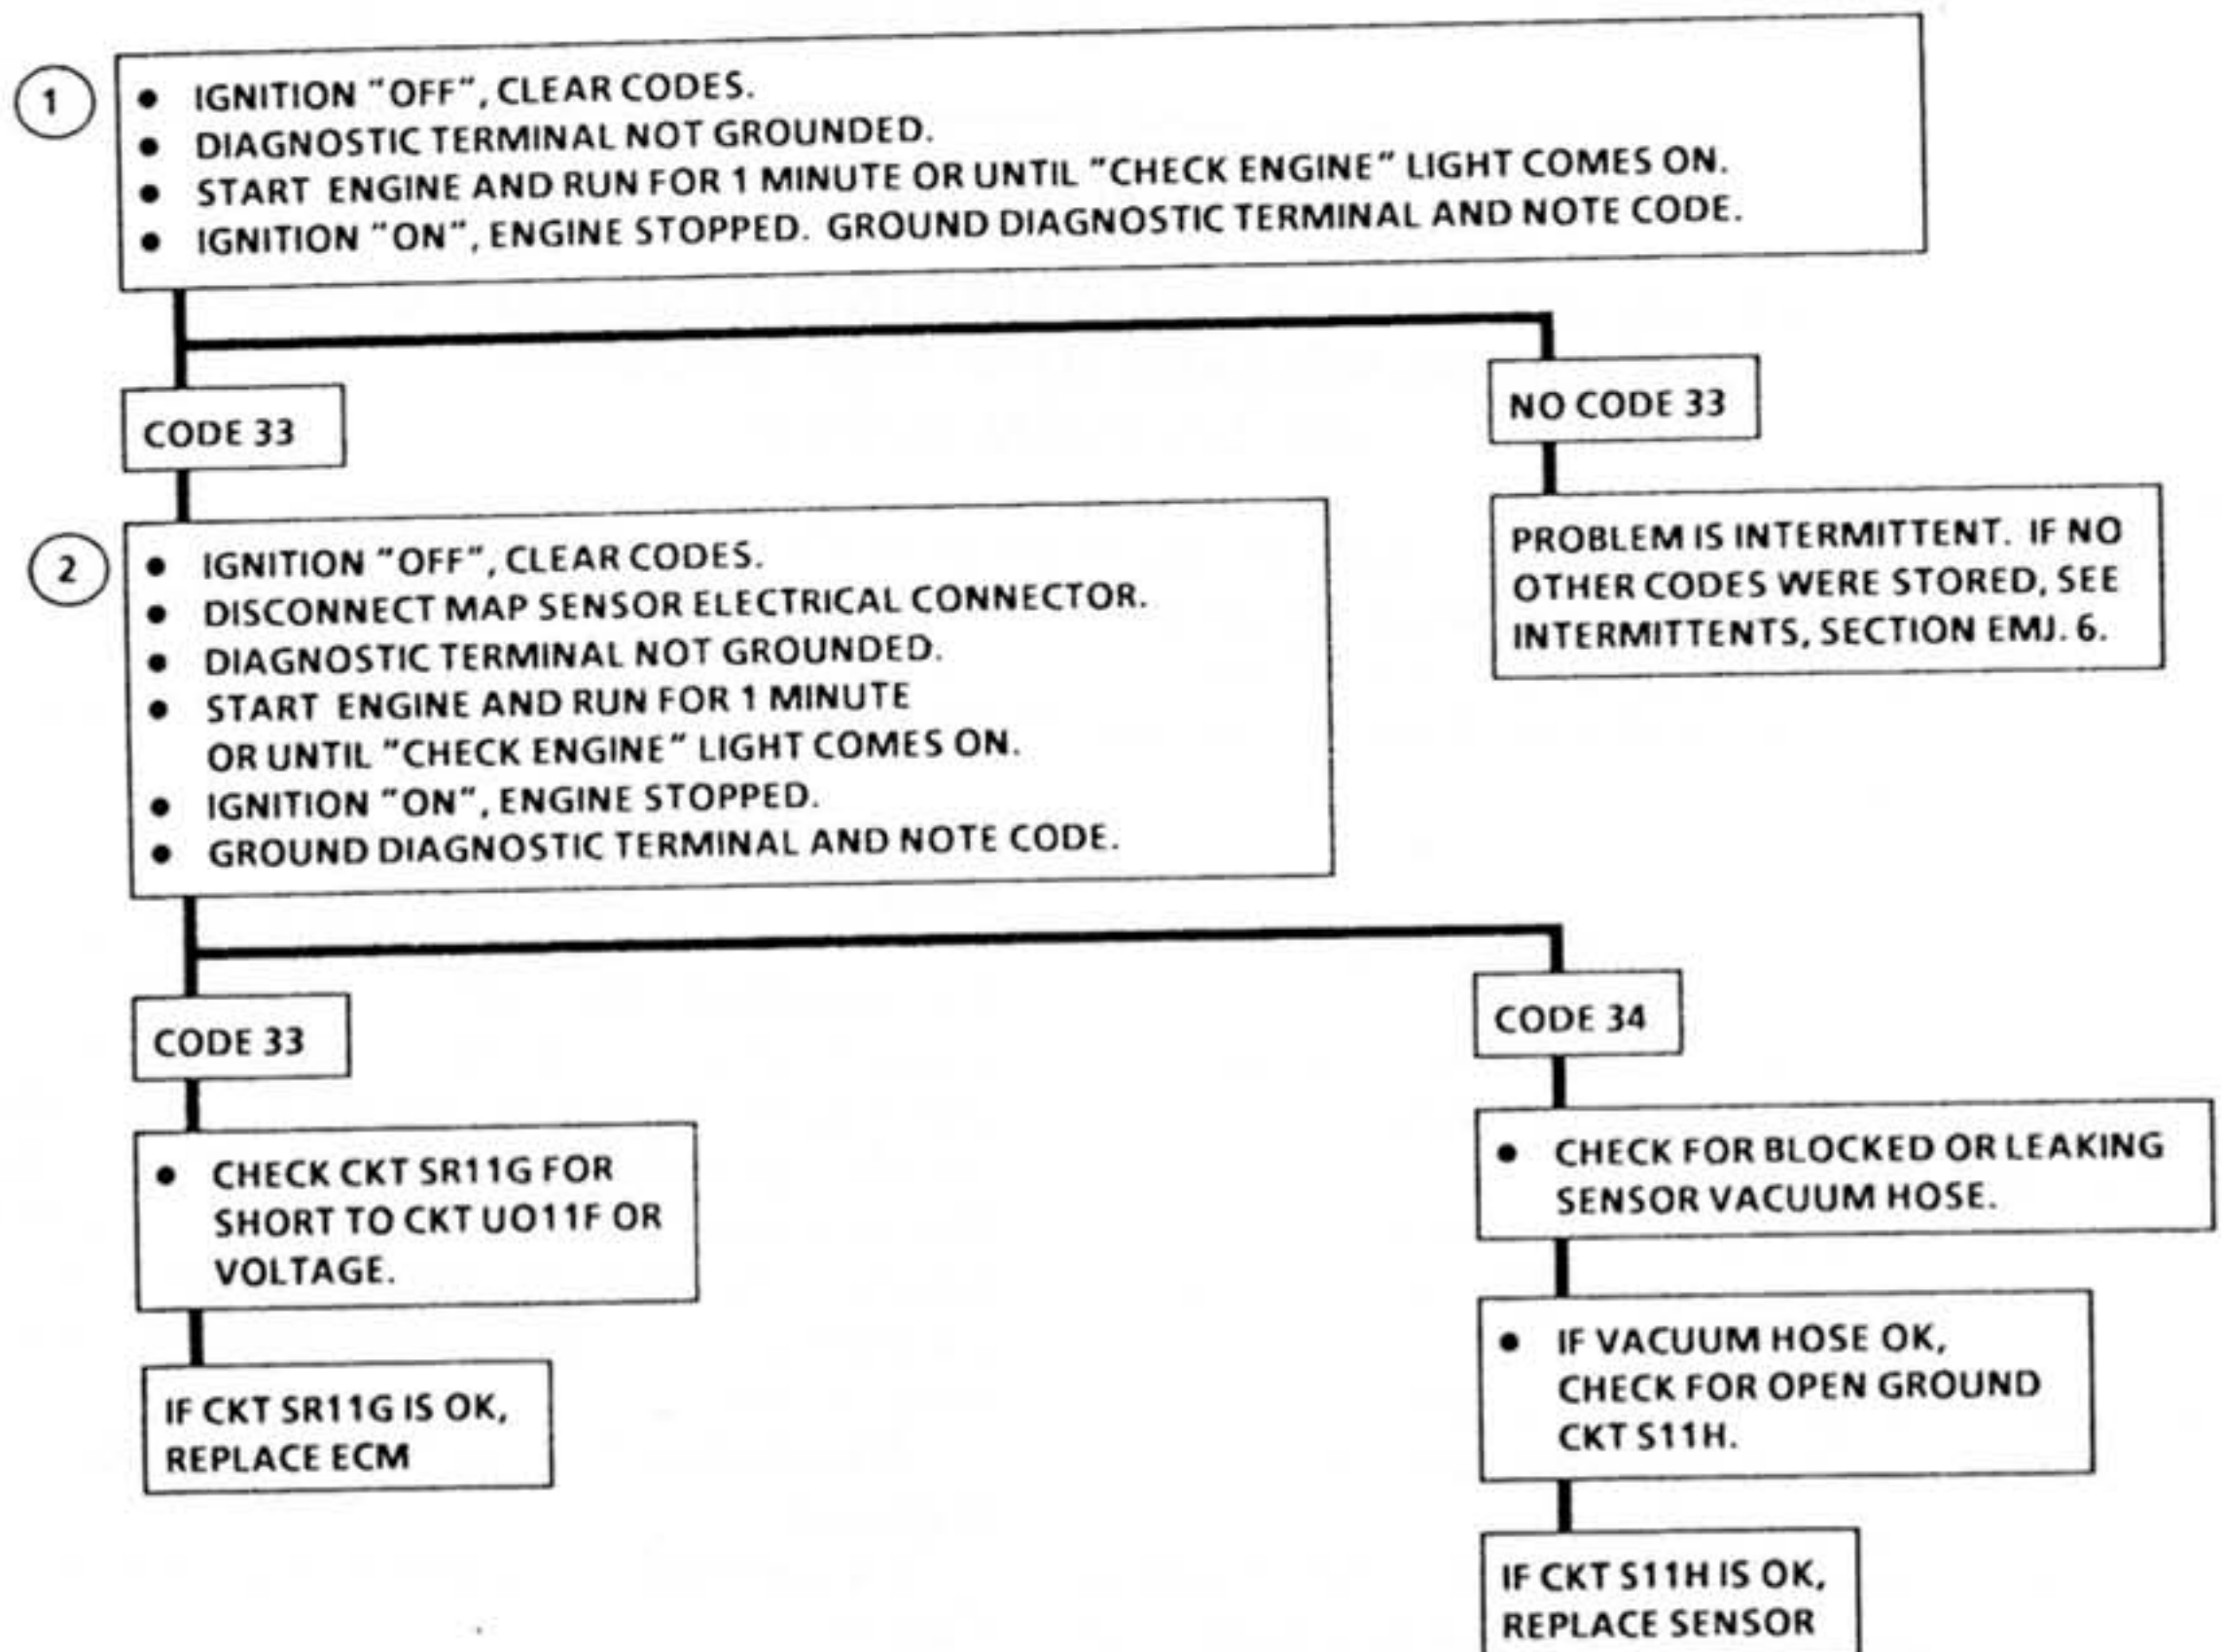 1
● IGNITION "OFF", CLEAR CODES.
● DIAGNOSTIC TERMINAL NOT GROUNDED.
● START ENGINE AND RUN FOR 1 MINUTE OR UNTIL "CHECK ENGINE" LIGHT COMES ON.
● IGNITION "ON", ENGINE STOPPED. GROUND DIAGNOSTIC TERMINAL AND NOTE CODE.
CODE 33
NO CODE 33
PROBLEM IS INTERMITTENT. IF NO
OTHER CODES WERE STORED, SEE
INTERMITTENTS, SECTION EMJ. 6.
2
● IGNITION "OFF", CLEAR CODES.
● DISCONNECT MAP SENSOR ELECTRICAL CONNECTOR.
● DIAGNOSTIC TERMINAL NOT GROUNDED.
● START ENGINE AND RUN FOR 1 MINUTE
OR UNTIL "CHECK ENGINE" LIGHT COMES ON.
● IGNITION "ON", ENGINE STOPPED.
● GROUND DIAGNOSTIC TERMINAL AND NOTE CODE.
CODE 33
● CHECK CKT SR11G FOR
SHORT TO CKT UO11F OR
VOLTAGE.
IF CKT SR11G IS OK,
REPLACE ECM
CODE 34
● CHECK FOR BLOCKED OR LEAKING
SENSOR VACUUM HOSE.
● IF VACUUM HOSE OK,
CHECK FOR OPEN GROUND
CKT S11H.
IF CKT S11H IS OK,
REPLACE SENSOR